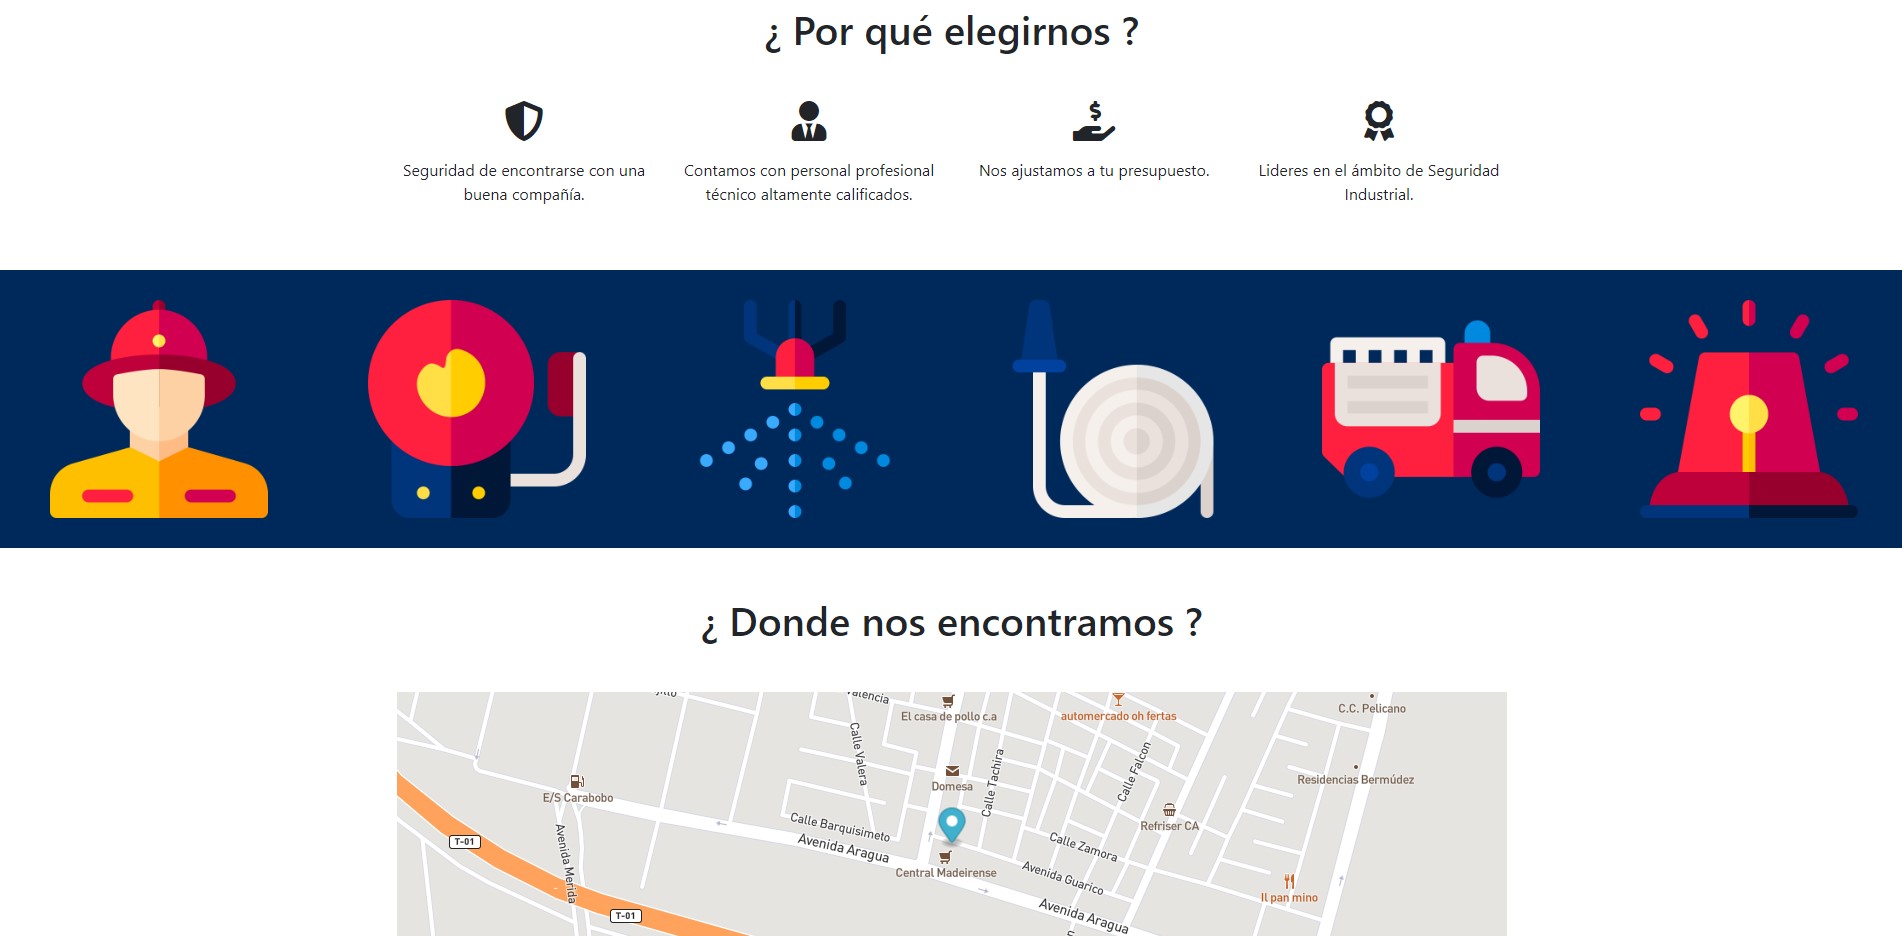 ¿ Por qué elegirnos ?
Seguridad de encontrarse con una
buena compañía.
Contamos con personal profesional
técnico altamente calificados.
Nos ajustamos a tu presupuesto.
Lideres en el ámbito de Seguridad
Industrial.
¿ Donde nos encontramos ?
Valencia
El casa de pollo c.a
automercado oh fertas
C.C. Pelicano
Calle Valera
Domesa
Calle Tachira
Calle Falcon
Residencias Bermúdez
E/S Carabobo
Refriser CA
Calle Barquisimeto
Avenida Aragua
T-01
Avenida Merida
Calle Zamora
Central Madeirense
Avenida Guarico
Il pan mino
T-01
Avenida Aragua